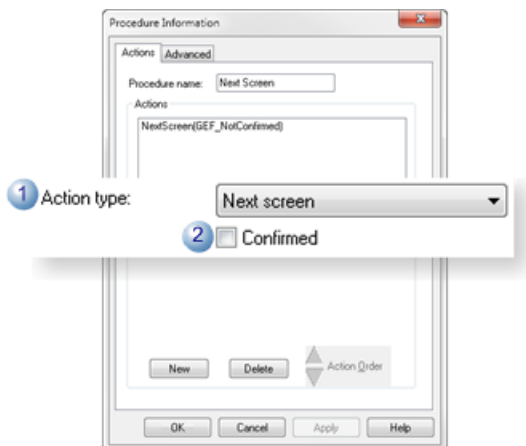 Procedure Information
Actions Advanced
Procedure name: Next Screen
Actions
NextScreen(GEF_NotConfirmed)
1 Action type: Next screen
2 Confirmed
New Delete Action Order
OK Cancel Apply Help